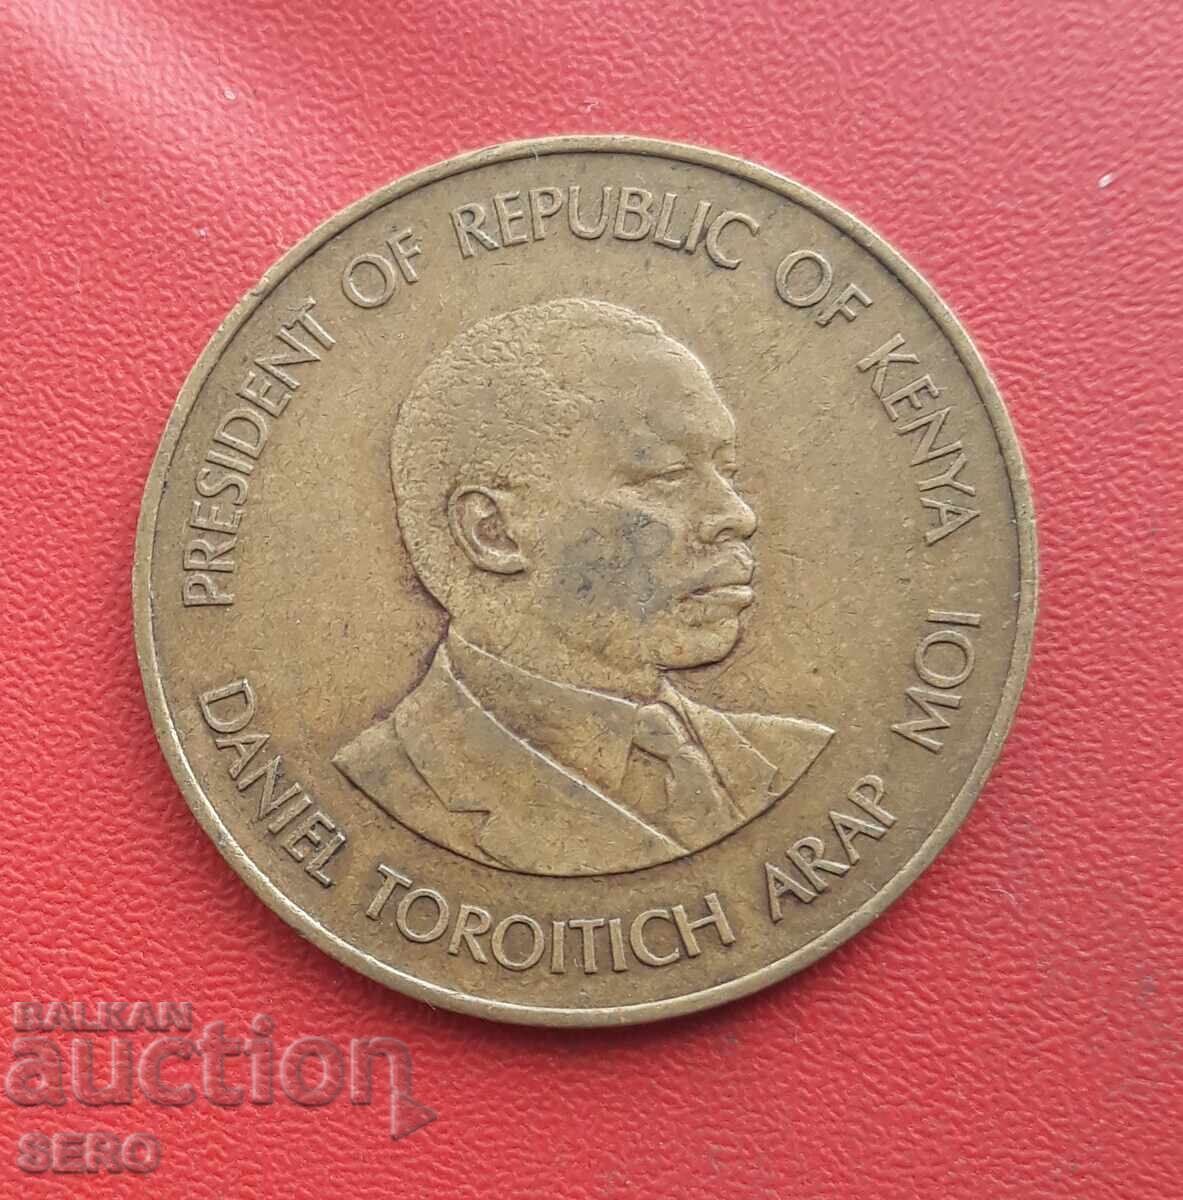 PRESIDENT OF REPUBLIC OF KENYA
DANIEL TOROITICH ARAP MOI
BALKAN
auction
SERO